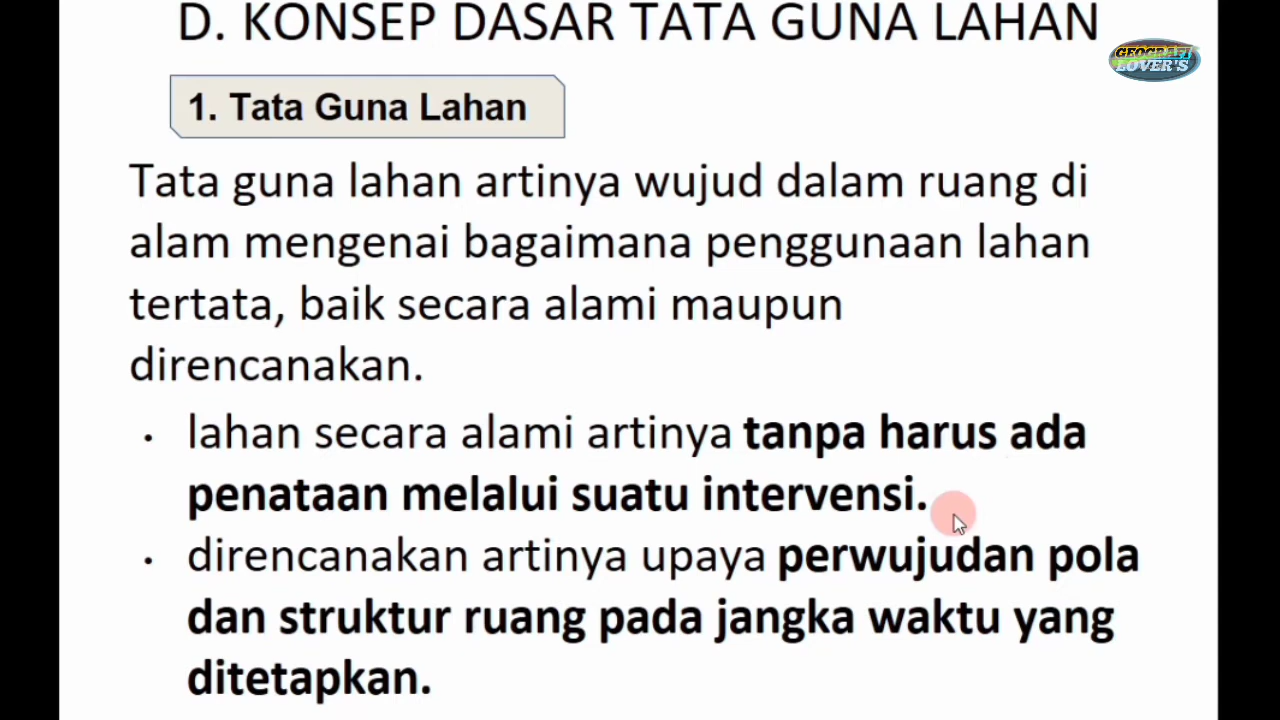 D. KONSEP DASAR TATA GUNA LAHAN
GEOGRAFI
LOVER'S
1. Tata Guna Lahan
Tata guna lahan artinya wujud dalam ruang di
alam mengenai bagaimana penggunaan lahan
tertata, baik secara alami maupun
direncanakan.
• lahan secara alami artinya tanpa harus ada
penataan melalui suatu intervensi.
• direncanakan artinya upaya perwujudan pola
dan struktur ruang pada jangka waktu yang
ditetapkan.